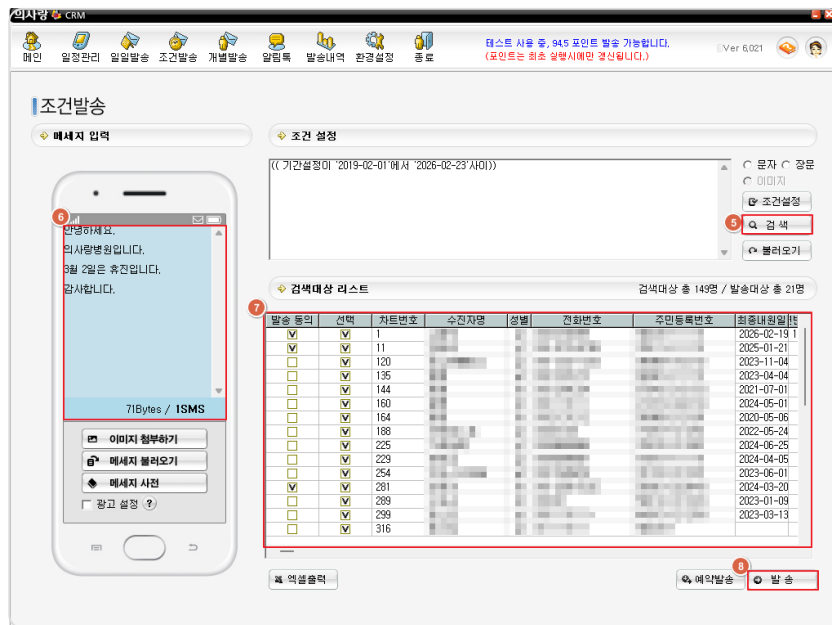 의사랑 CRM
메인 일정관리 일일발송 조건발송 개별발송 알림톡 발송내역 환경설정 종료
테스트 사용 중, 945 포인트 발송 가능합니다.
(포인트는 최초 실행시에만 갱신됩니다.)
Ver 6,021
조건발송
메세지 입력
조건 설정
(( 기간설정이 '2019-02-01'에서 '2026-02-23'사이))
문자 장문
이미지
조건설정
5 검 색
불러오기
6
안녕하세요.
의사랑병원입니다.
3월 2일은 휴진입니다.
감사합니다.
71Bytes / 1SMS
이미지 첨부하기
메세지 불러오기
메세지 사전
광고 설정 ?
검색대상 리스트
검색대상 총 149명 / 발송대상 총 21명
7
발송 동의 선택 차트번호 수진자명 성별 전화번호 주민등록번호 최종내원일
V V 1 2026-02-19 1
V V 11 2025-01-21
V 120 2023-11-04
V 135 2023-04-04
V 144 2021-07-01
V 160 2024-05-01
V 164 2020-05-06
V 188 2022-05-24
V 225 2024-06-25
V 229 2024-04-05
V 254 2023-06-01
V V 281 2024-03-20
V 289 2023-01-09
V 299 2023-03-13
V 316
엑셀출력
예약발송
8
발 송